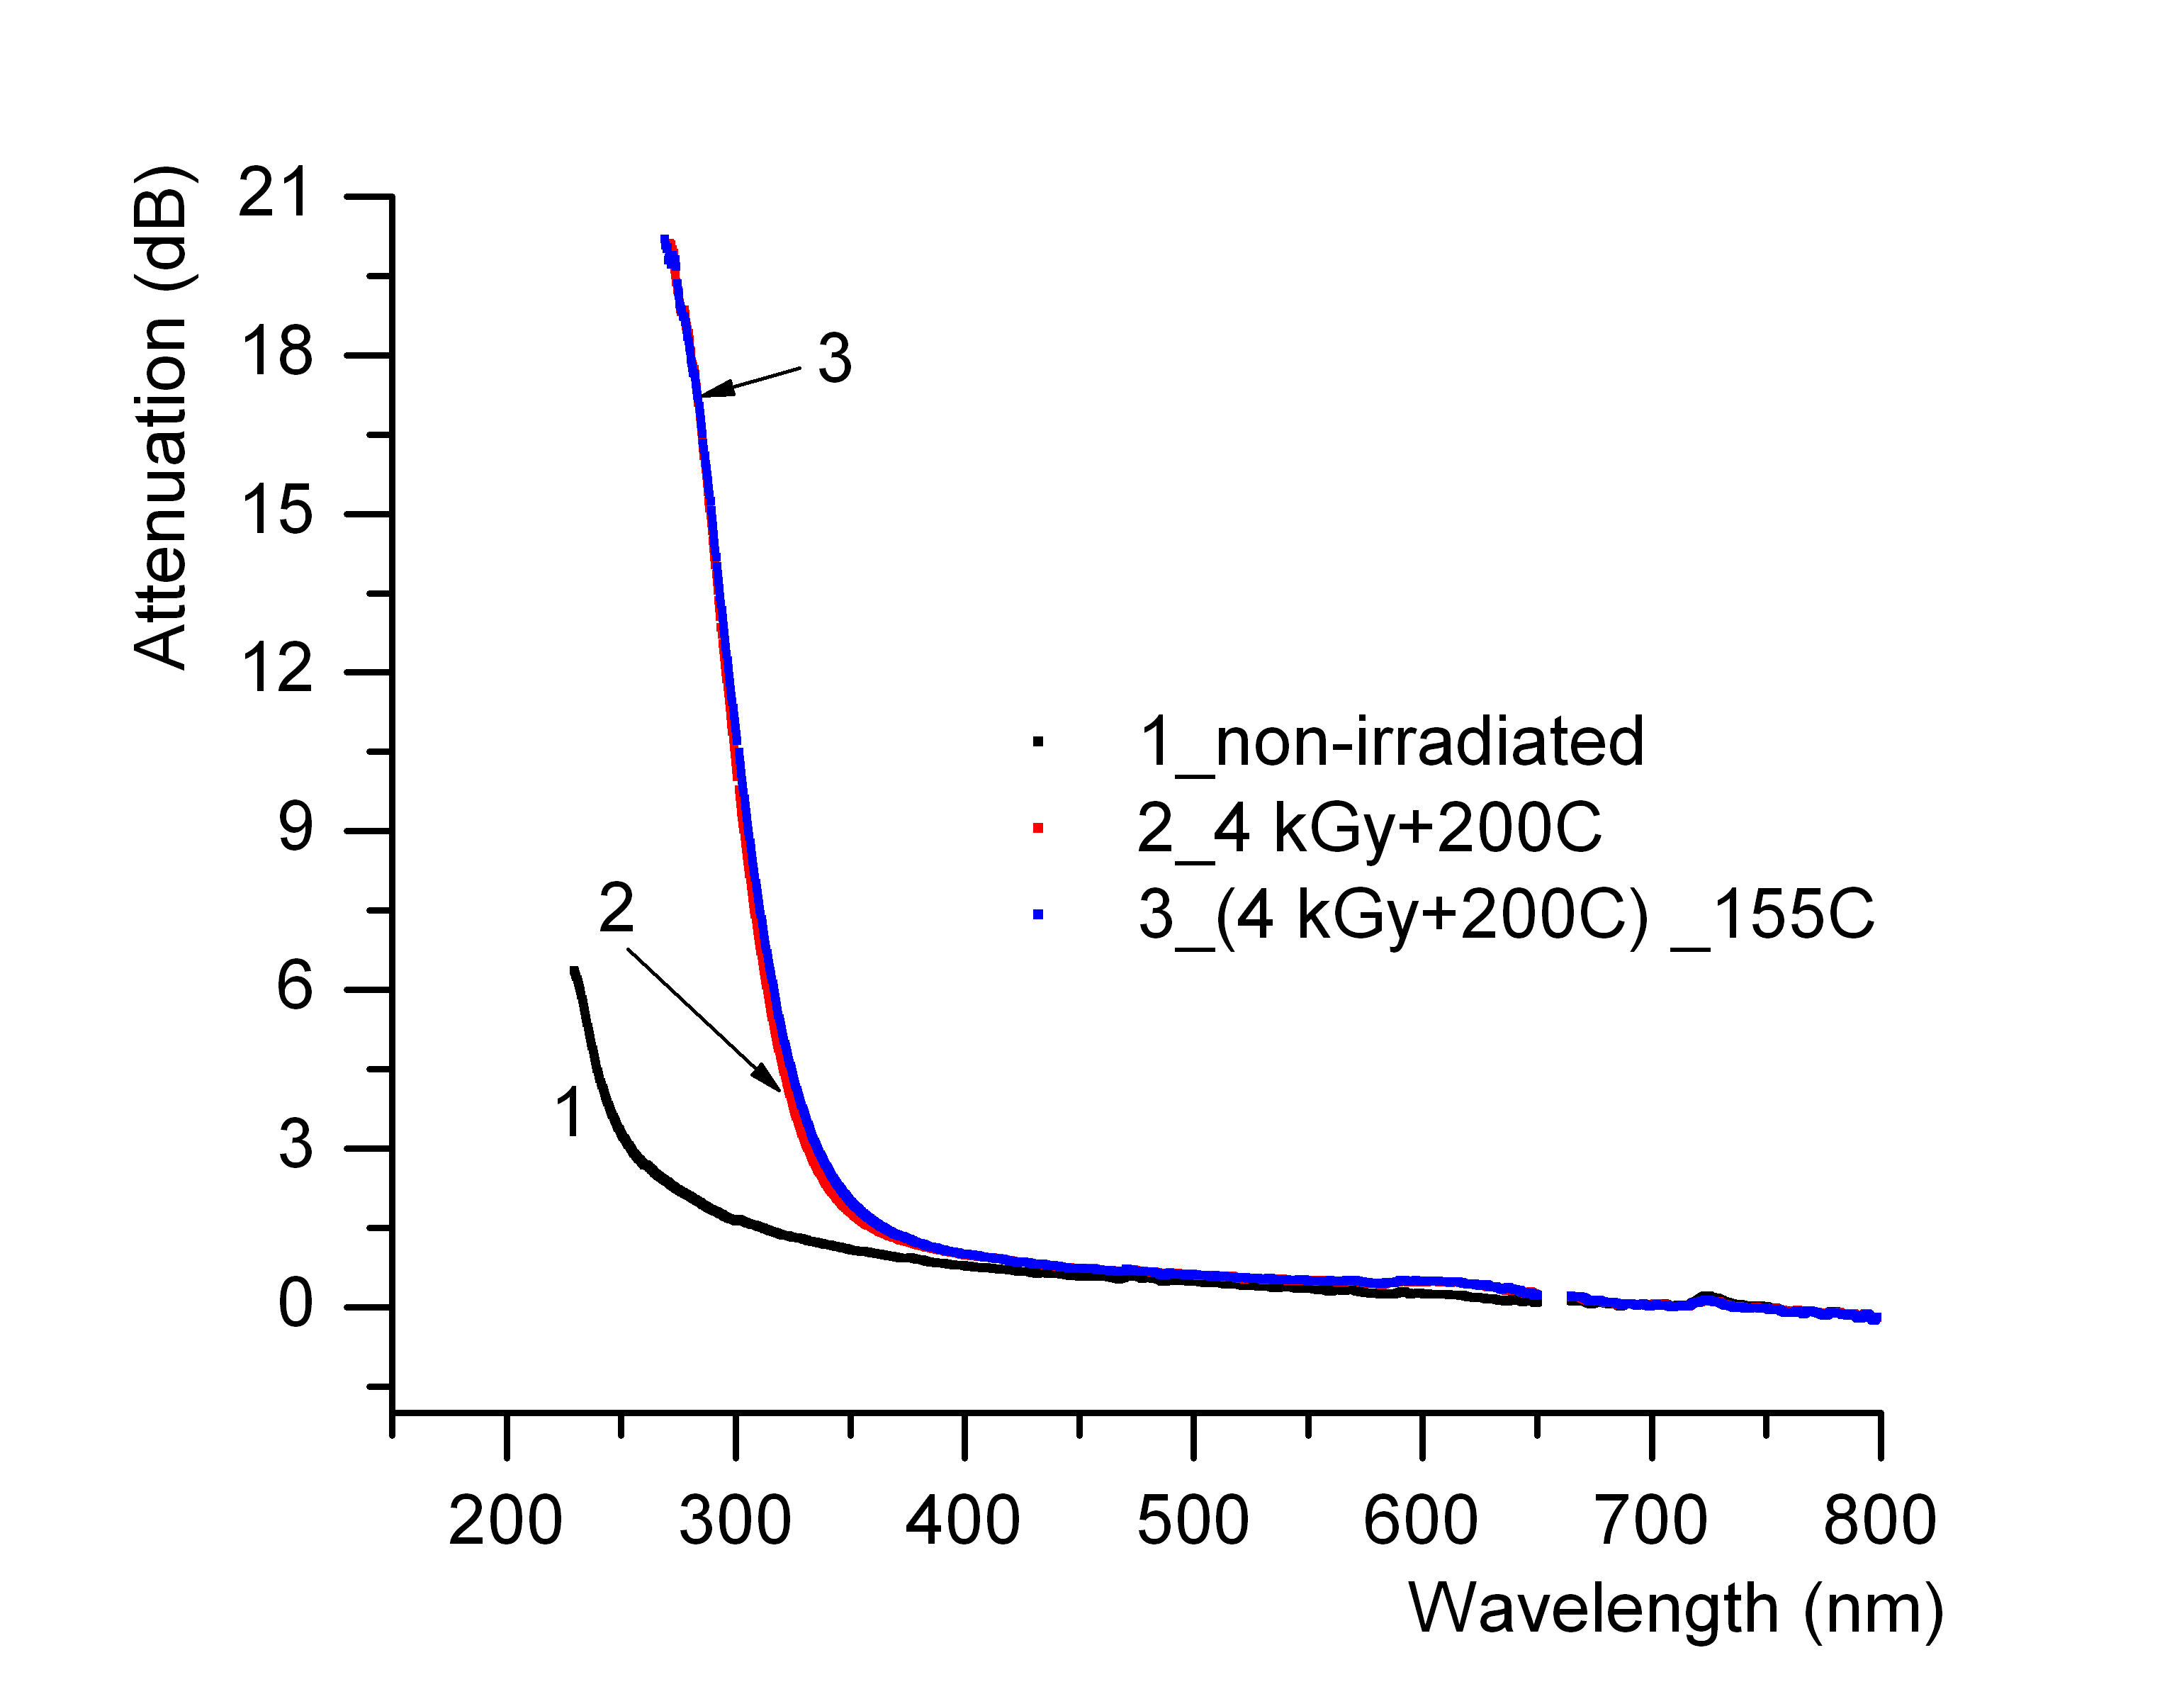 Attenuation (dB)
21
18
15
12
9
6
3
0
3
2
1
1_non-irradiated
2_4 kGy+200C
3_(4 kGy+200C) _155C
200 300 400 500 600 700 800
Wavelength (nm)